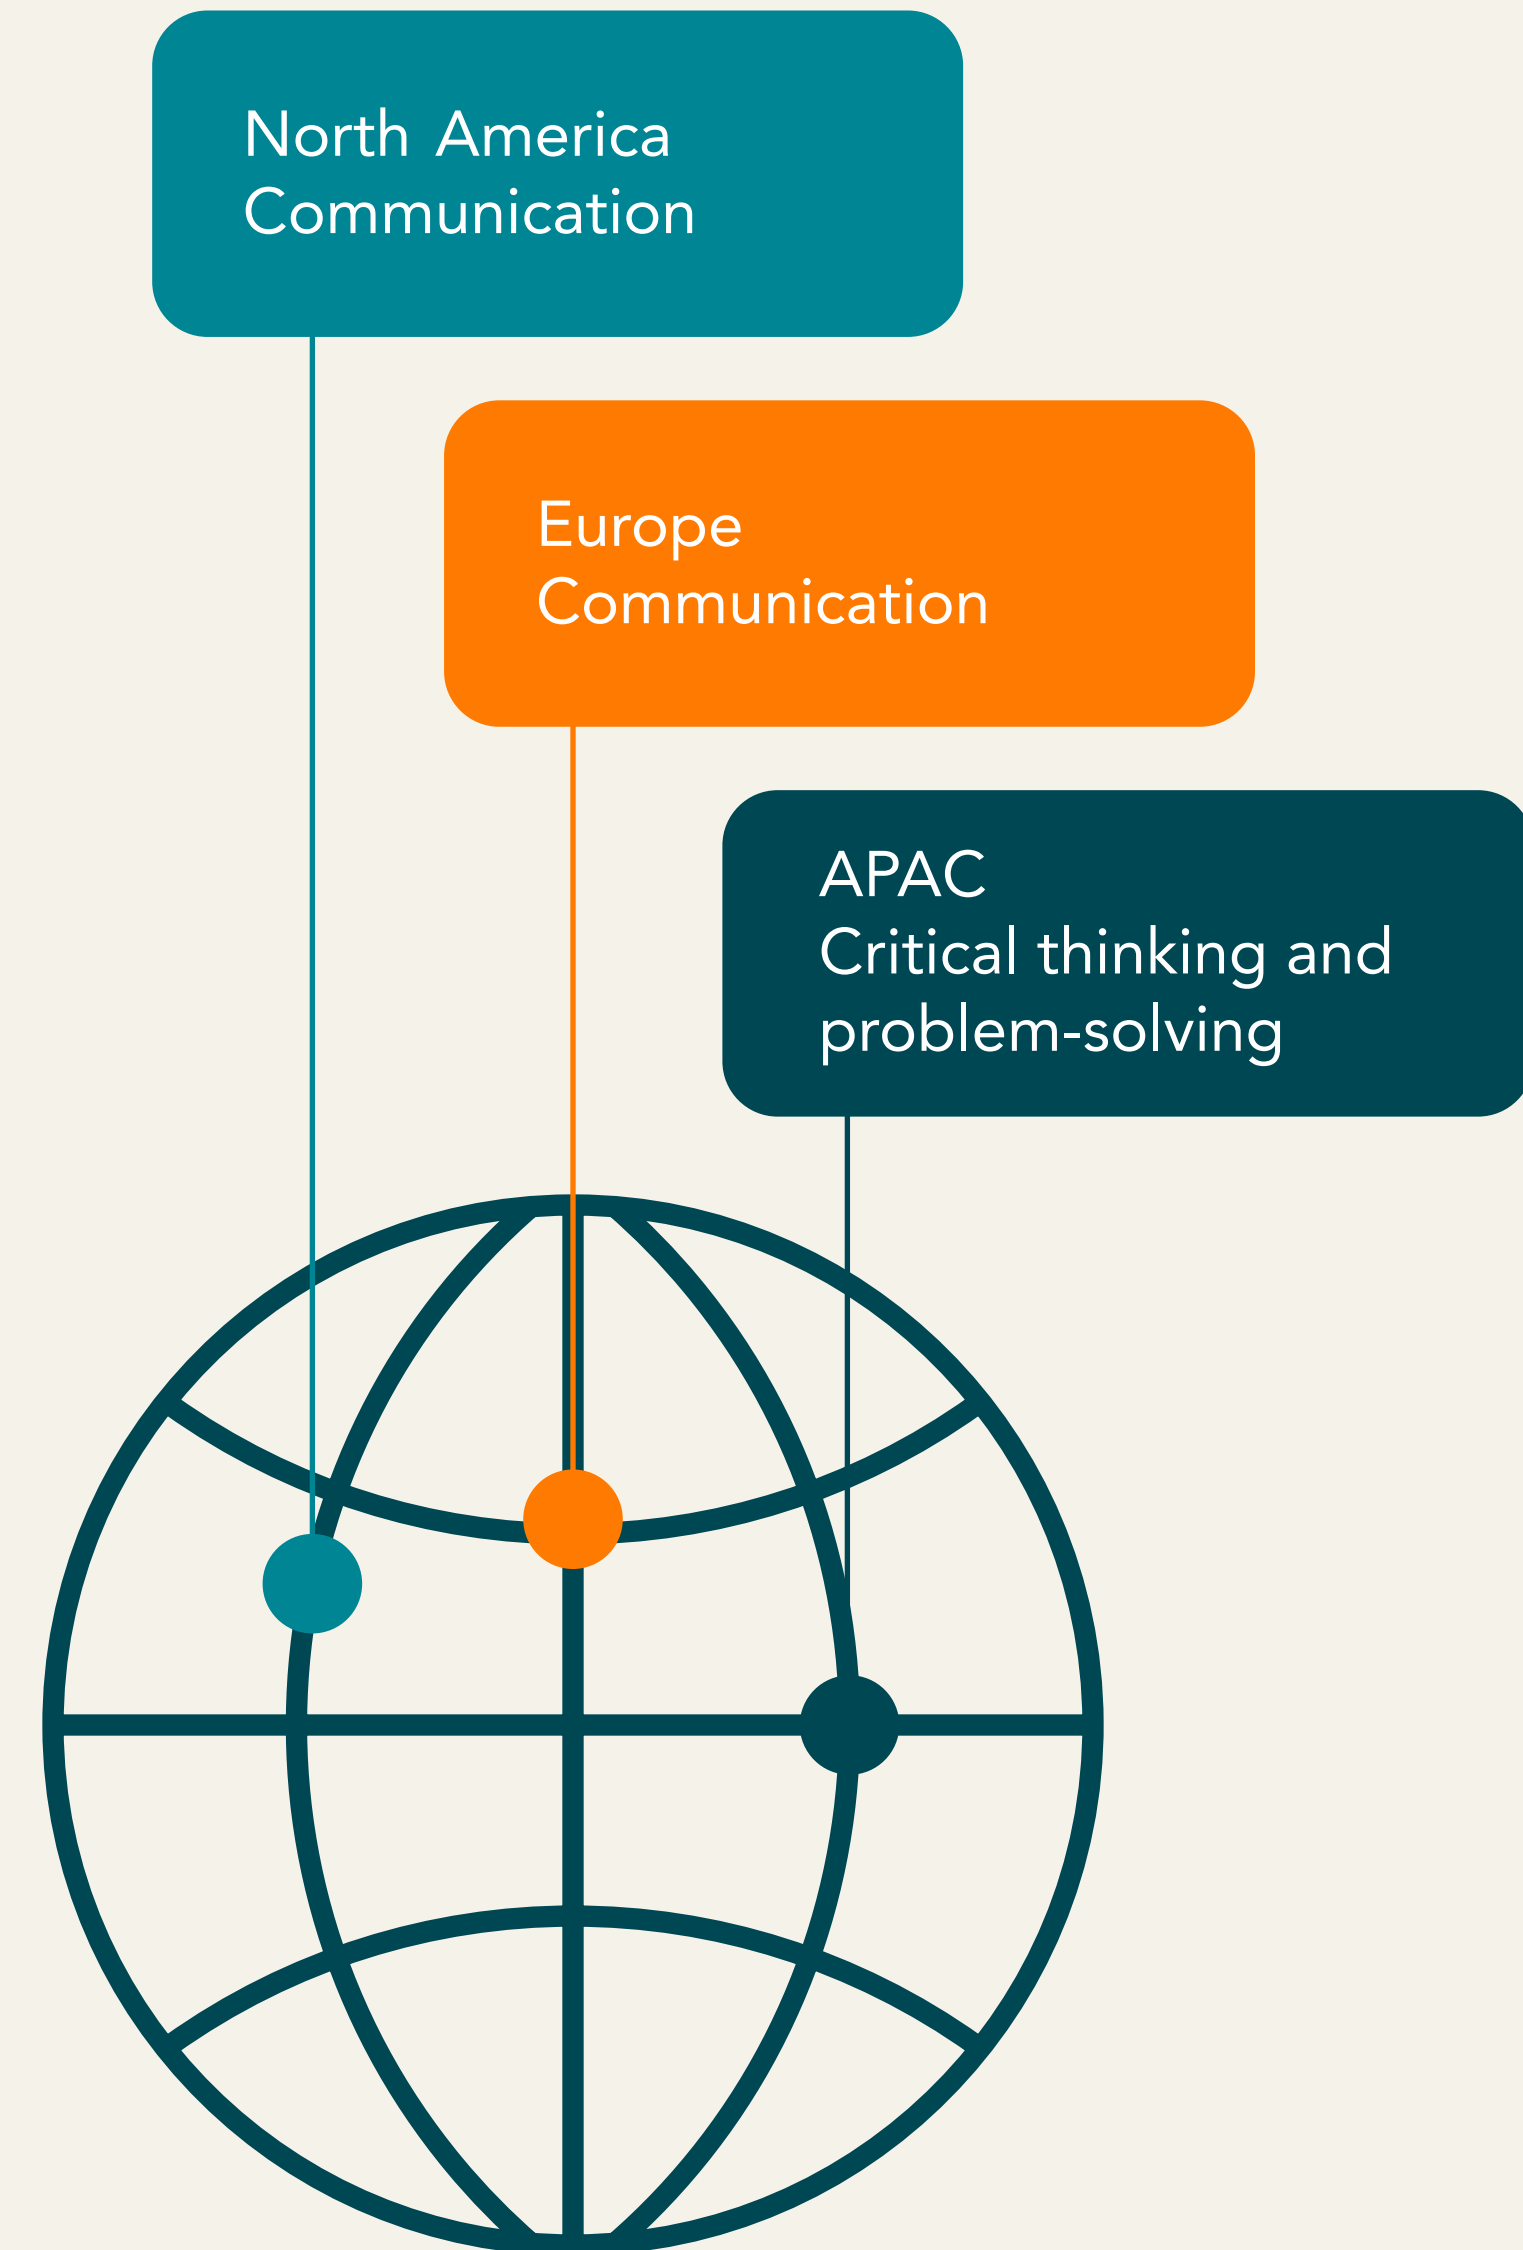 North America
Communication
Europe
Communication
APAC
Critical thinking and
problem-solving